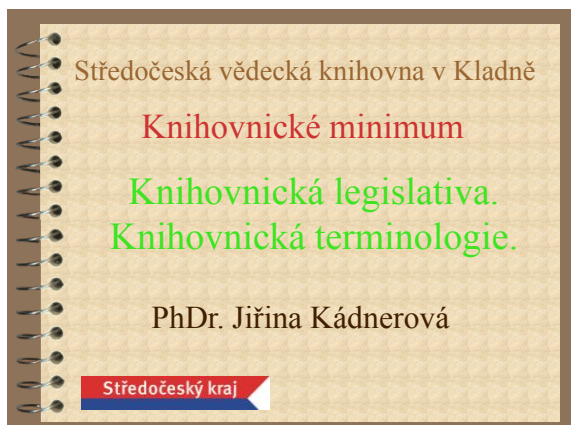 Středočeská vědecká knihovna v Kladně
Knihovnické minimum
Knihovnická legislativa.
Knihovnická terminologie.
PhDr. Jiřina Kádnerová
Středočeský kraj